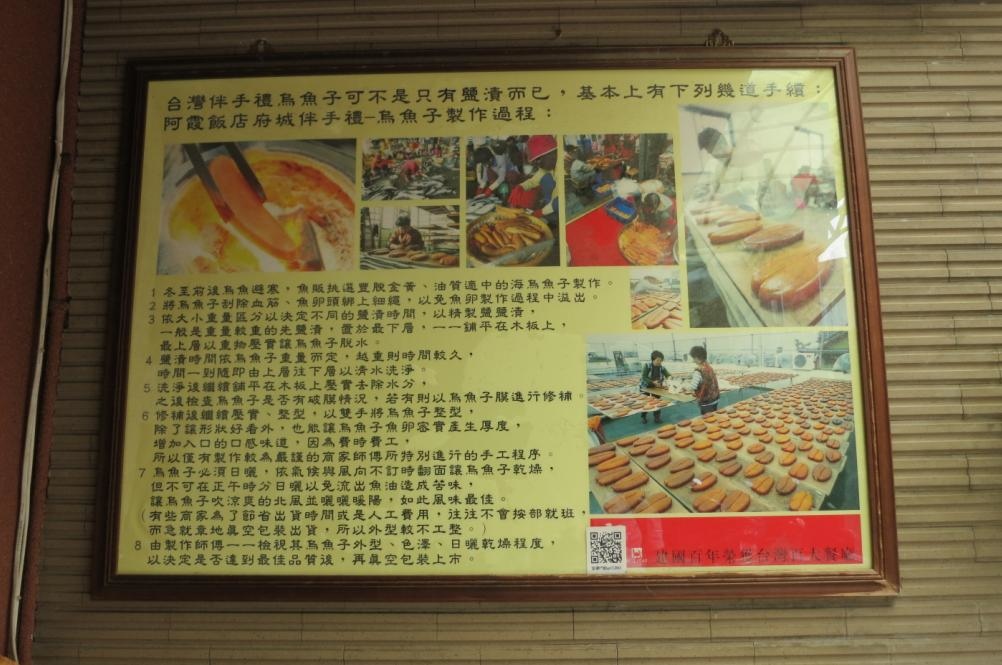 台灣伴手禮烏魚子可不是只有鹽漬而已，基本上有下列幾道手續：
阿霞飯店府城伴手禮-烏魚子製作過程：
1 冬至前後烏魚避寒，魚販挑選豐腴金黃、油質適中的海烏魚子製作。
2 將烏魚子刮除血筋、魚卵頭綁上細繩，以免魚卵製作過程中溢出。
3 依大小重量區分以決定不同的鹽漬時間，以精製鹽鹽漬，
一般是重量較重的先鹽漬，置於最下層，一一鋪平在木板上，
最上層以重物壓實讓烏魚子脫水。
4 鹽漬時間依烏魚子重量而定，越重則時間較久，
時間一到隨即由上層往下層以清水洗淨。
5 洗淨後繼續鋪平在木板上壓實去除水分，
之後檢查烏魚子是否有破膜情況，若有則以烏魚子膜進行修補。
6 修補後繼續壓實、整型，以雙手將烏魚子整型，
除了讓形狀好看外，也能讓烏魚子魚卵密實產生厚度，
增加入口的口感味道，因為費時費工，
所以僅有製作較為嚴謹的商家師傅所特別進行的手工程序。
7 烏魚子必須日曬，依氣候與風向不訂時翻面讓烏魚子乾燥，
但不可在正午時分日曬以免流出魚油造成苦味，
讓烏魚子吹涼爽的北風並曬曬暖陽，如此風味最佳。
(有些商家為了節省出貨時間或是人工費用，往往不會按部就班，
而急就章地真空包裝出貨，所以外型較不工整。)
8 由製作師傅一一檢視其烏魚子外型、色澤、日曬乾燥程度，
以決定是否達到最佳品質後，再真空包裝上市。
建國百年榮獲台灣百大餐廳